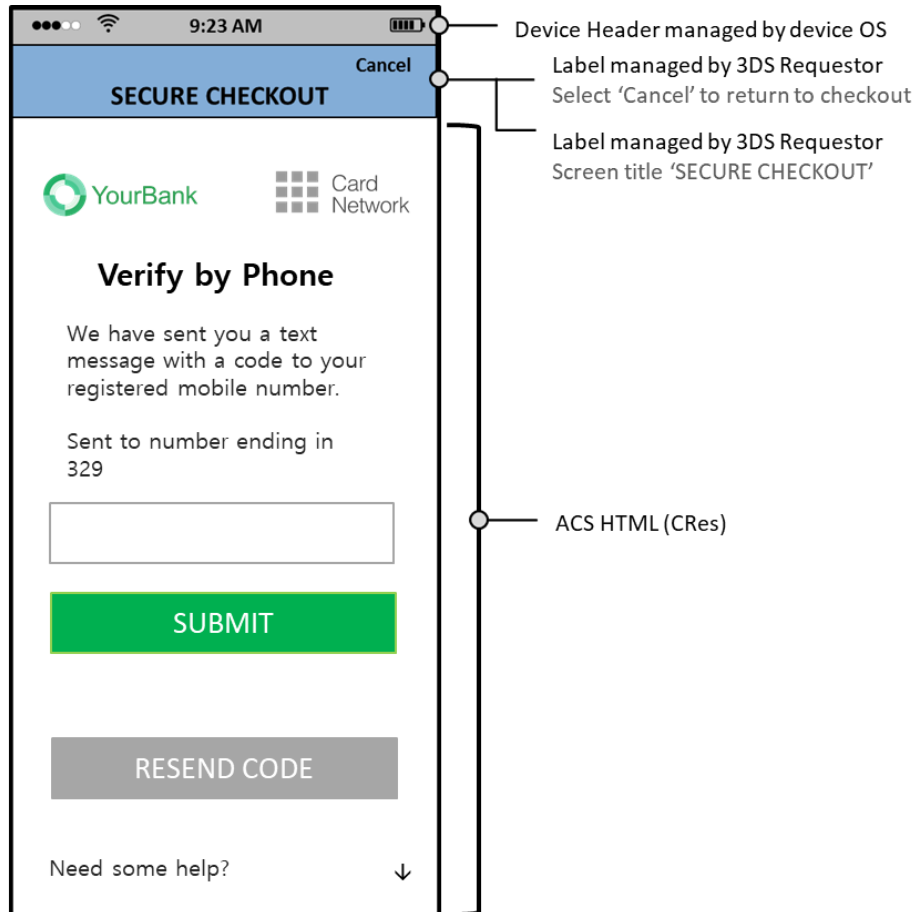 9:23 AM
Cancel
SECURE CHECKOUT
YourBank
Card
Network
Verify by Phone
We have sent you a text
message with a code to your
registered mobile number.
Sent to number ending in
329
SUBMIT
RESEND CODE
Need some help?
Device Header managed by device OS
Label managed by 3DS Requestor
Select ‘Cancel’ to return to checkout
Label managed by 3DS Requestor
Screen title ‘SECURE CHECKOUT’
ACS HTML (CRes)